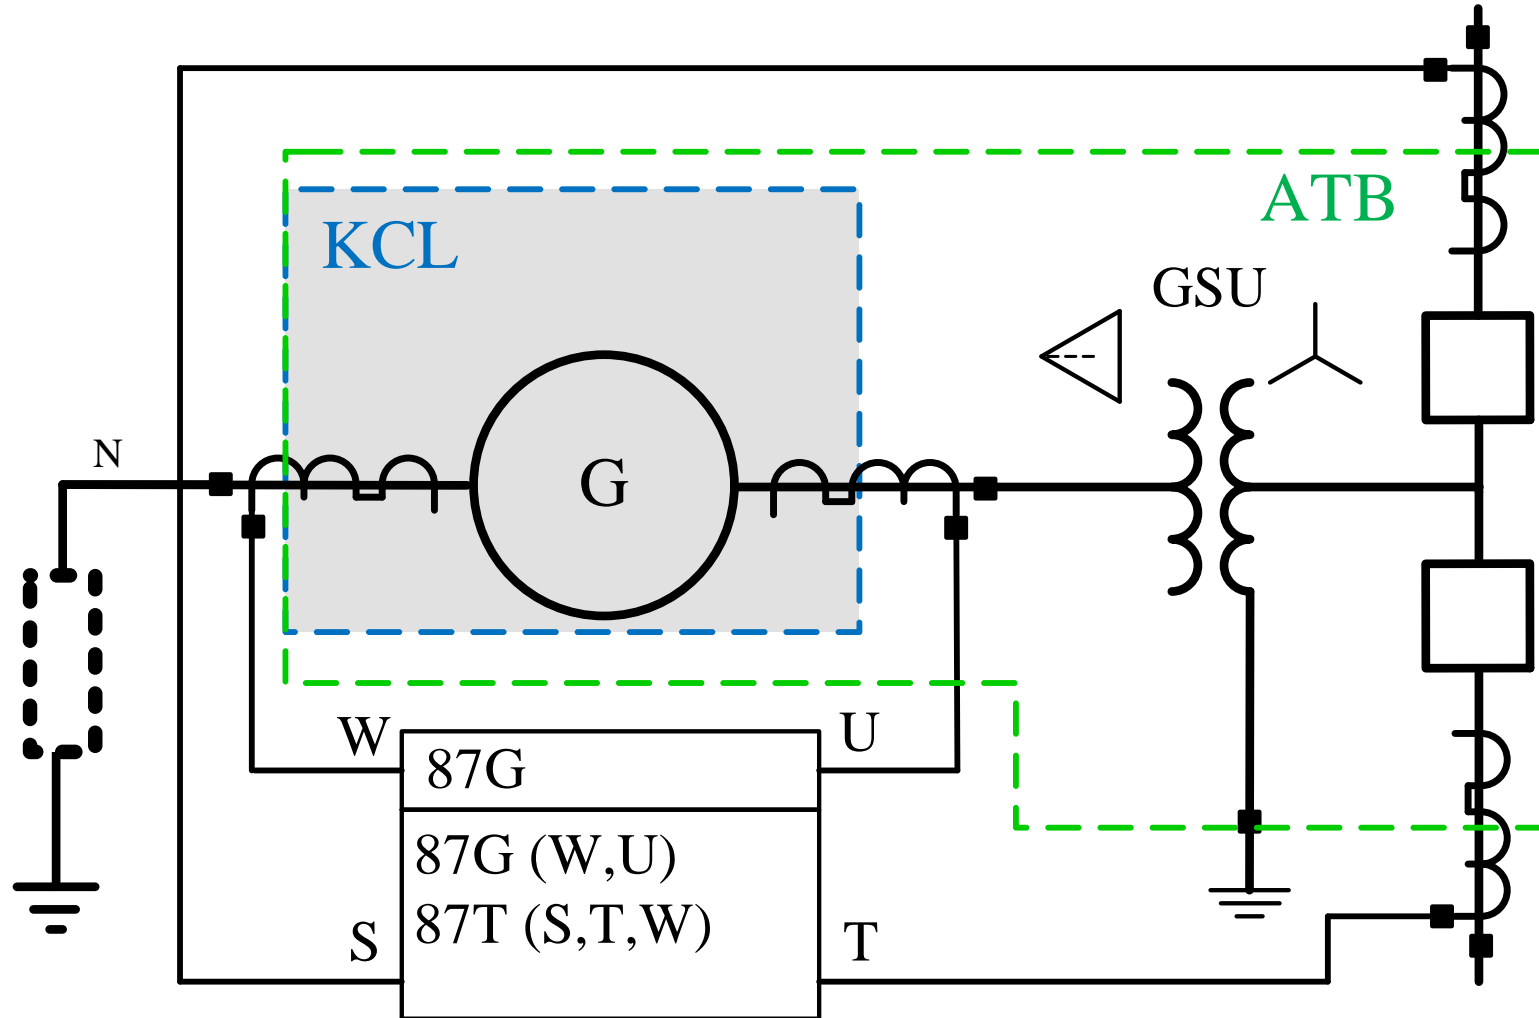 ATB
KCL
GSU
N
G
W
U
87G
87G (W,U)
87T (S,T,W)
S
T